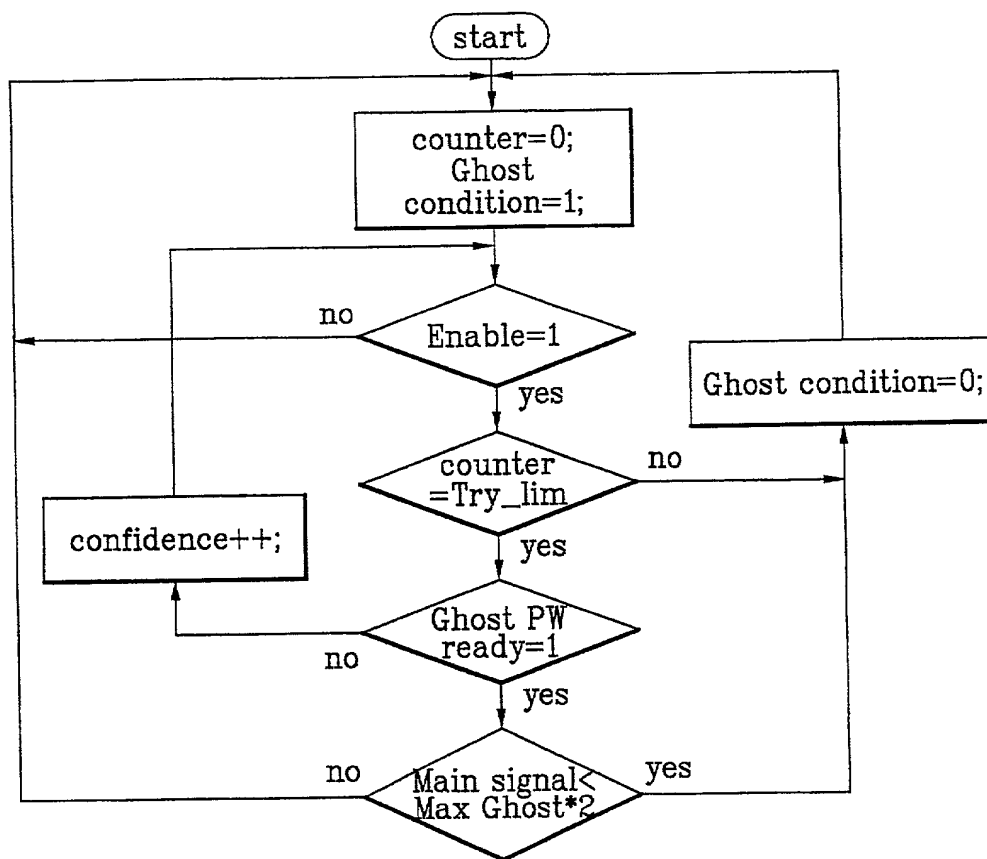 start
counter=0;
Ghost
condition=1;
no
Enable=1
yes
Ghost condition=0;
counter
=Try_lim
no
yes
confidence++;
Ghost PW
ready=1
no
yes
no
Main signal<
Max Ghost*2
yes